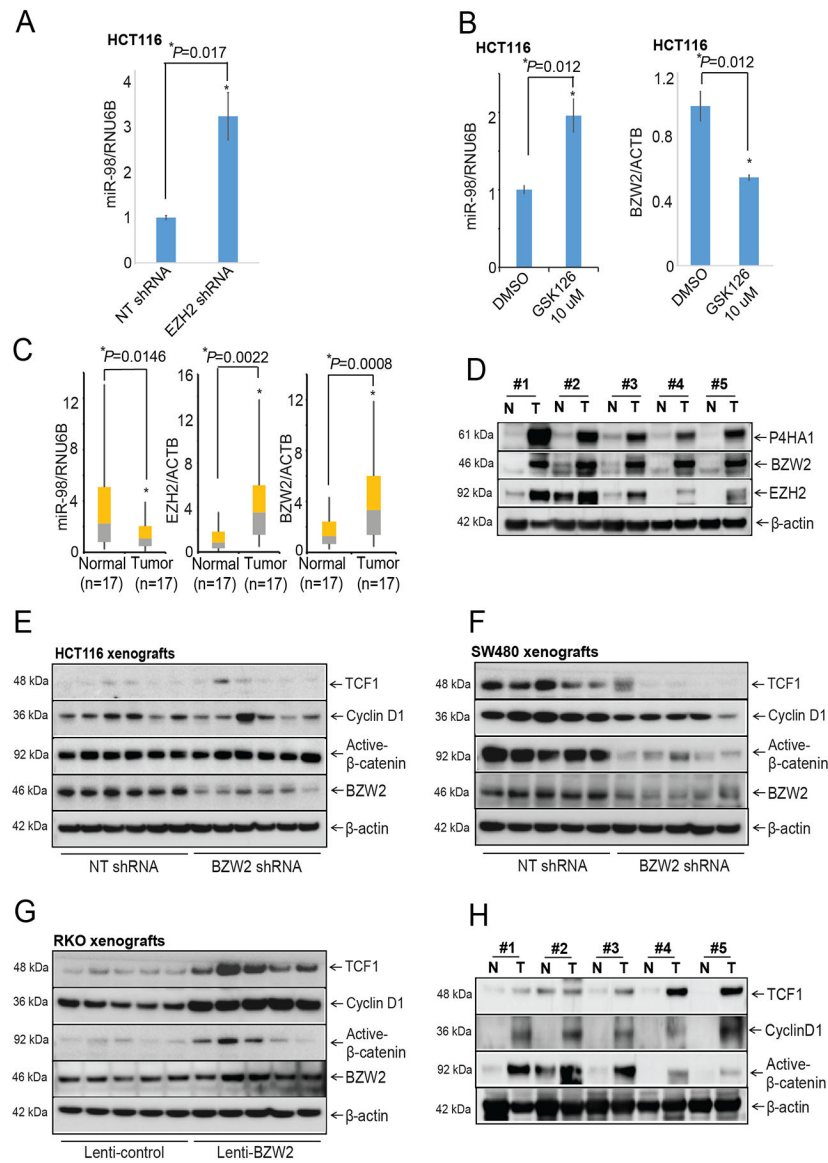 A
HCT116
*P=0.017
*
miR-98/RNU6B
4
3
2
1
0
NT shRNA
EZH2 shRNA
B
HCT116
*P=0.012
*
miR-98/RNU6B
2
1
0
DMSO
GSK126
10 uM
HCT116
*P=0.012
*
BZW2/ACTB
1.2
0.8
0.4
0
DMSO
GSK126
10 uM
C
*P=0.0146
*
miR-98/RNU6B
12
8
4
0
Normal Tumor
(n=17) (n=17)
*P=0.0022
*
EZH2/ACTB
16
12
8
4
0
Normal Tumor
(n=17) (n=17)
*P=0.0008
*
BZW2/ACTB
12
8
4
0
Normal Tumor
(n=17) (n=17)
D
#1 #2 #3 #4 #5
N T N T N T N T N T
61 kDa P4HA1
46 kDa BZW2
92 kDa EZH2
42 kDa β-actin
E
HCT116 xenografts
48 kDa TCF1
36 kDa Cyclin D1
92 kDa Active-
β-catenin
46 kDa BZW2
42 kDa β-actin
NT shRNA BZW2 shRNA
F
SW480 xenografts
48 kDa TCF1
36 kDa Cyclin D1
92 kDa Active-
β-catenin
46 kDa BZW2
42 kDa β-actin
NT shRNA BZW2 shRNA
G
RKO xenografts
48 kDa TCF1
36 kDa Cyclin D1
92 kDa Active-
β-catenin
46 kDa BZW2
42 kDa β-actin
Lenti-control Lenti-BZW2
H
#1 #2 #3 #4 #5
N T N T N T N T N T
48 kDa TCF1
36 kDa CyclinD1
92 kDa Active-
β-catenin
42 kDa β-actin